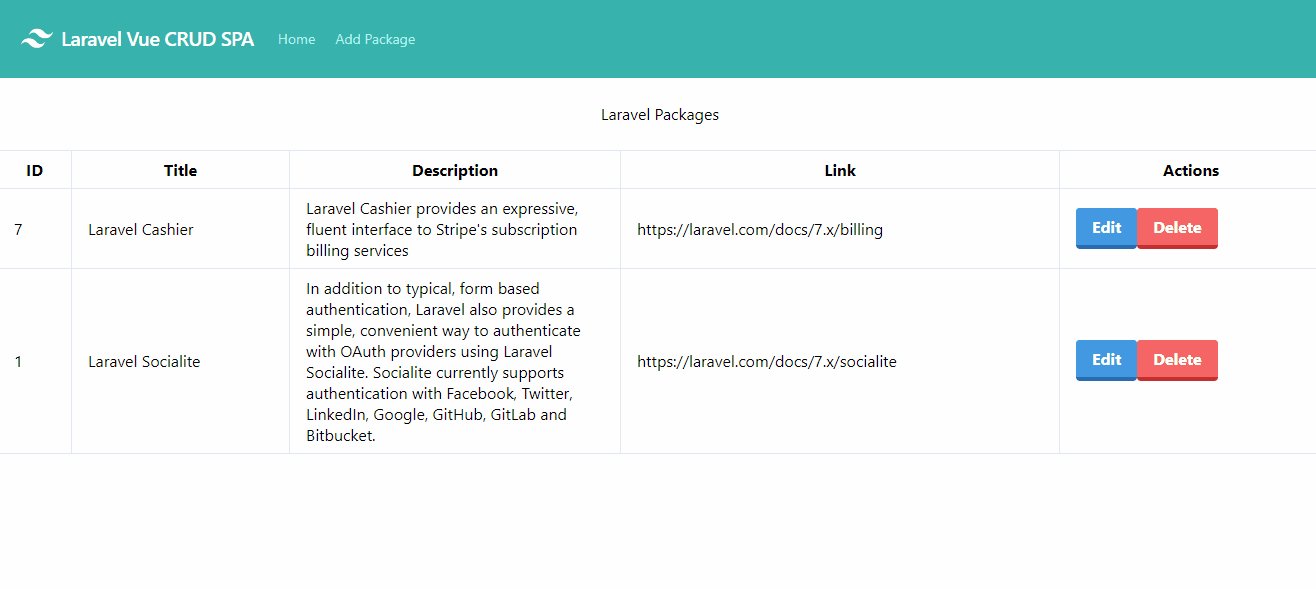 Laravel Vue CRUD SPA Home Add Package
Laravel Packages
ID Title Description Link Actions
7 Laravel Cashier
Laravel Cashier provides an expressive,
fluent interface to Stripe's subscription
billing services
https://laravel.com/docs/7.x/billing
Edit Delete
1 Laravel Socialite
In addition to typical, form based
authentication, Laravel also provides a
simple, convenient way to authenticate
with OAuth providers using Laravel
Socialite. Socialite currently supports
authentication with Facebook, Twitter,
LinkedIn, Google, GitHub, GitLab and
Bitbucket.
https://laravel.com/docs/7.x/socialite
Edit Delete